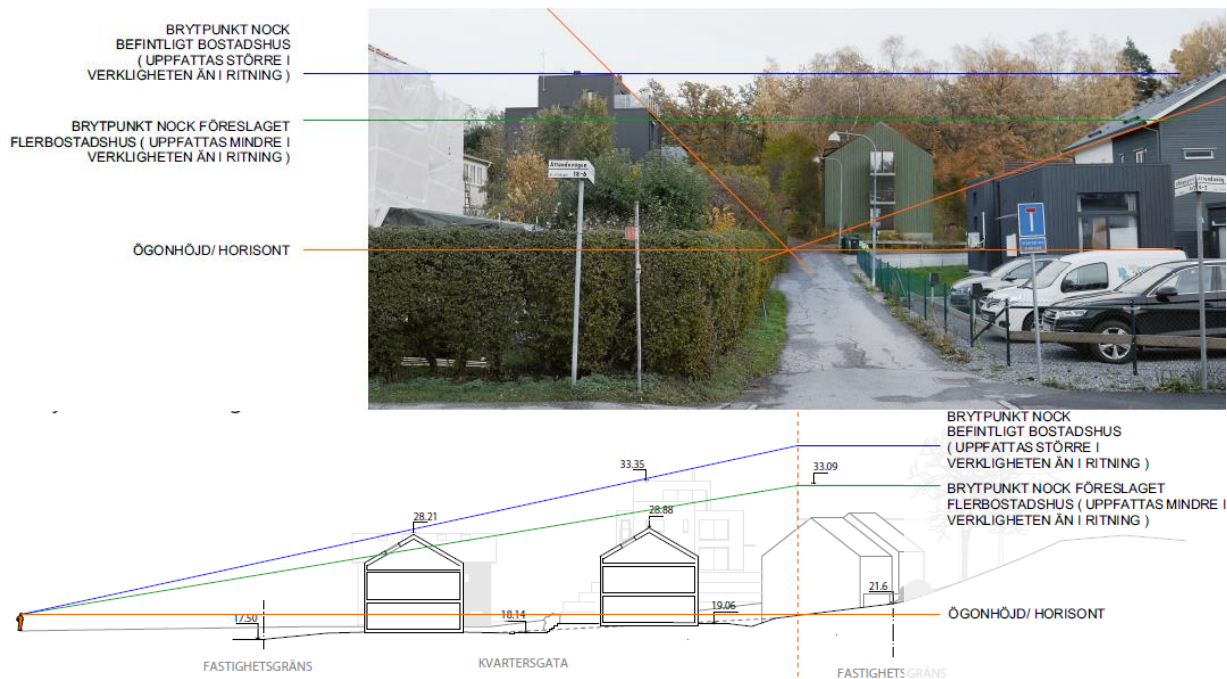 BRYTPUNKT NOCK
BEFINTLIGT BOSTADSHUS
( UPPFATTAS STÖRRE I
VERKLIGHETEN ÄN I RITNING )
BRYTPUNKT NOCK FÖRESLAGET
FLERBOSTADSHUS ( UPPFATTAS MINDRE I
VERKLIGHETEN ÄN I RITNING )
ÖGONHÖJD/ HORISONT
18-6
BRYTPUNKT NOCK
BEFINTLIGT BOSTADSHUS
( UPPFATTAS STÖRRE I
VERKLIGHETEN ÄN I RITNING )
33.35
33.09
BRYTPUNKT NOCK FÖRESLAGET
FLERBOSTADSHUS ( UPPFATTAS MINDRE I
VERKLIGHETEN ÄN I RITNING )
28.21
28.88
21.6
17.50
18.14
19.06
ÖGONHÖJD/ HORISONT
FASTIGHETSGRÄNS
KVARTERSGATA
FASTIGHETSGRÄNS